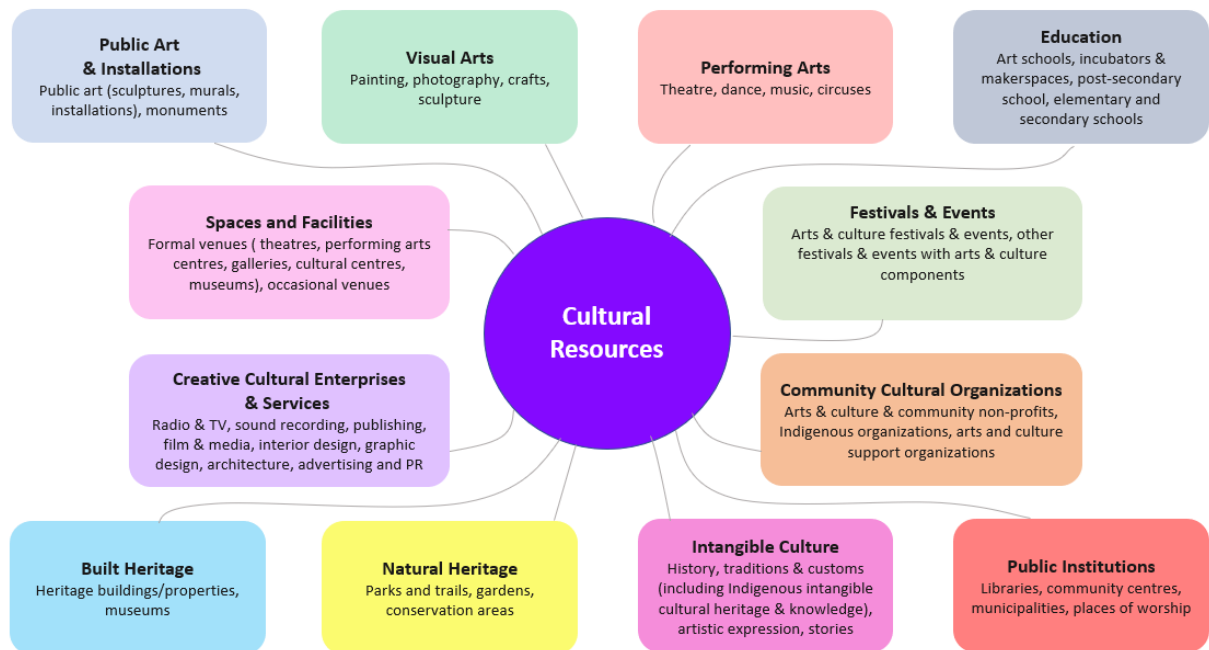 Public Art
& Installations
Public art (sculptures, murals,
installations), monuments
Visual Arts
Painting, photography, crafts,
sculpture
Performing Arts
Theatre, dance, music, circuses
Education
Art schools, incubators &
makerspaces, post-secondary
school, elementary and
secondary schools
Spaces and Facilities
Formal venues ( theatres, performing arts
centres, galleries, cultural centres,
museums), occasional venues
Festivals & Events
Arts & culture festivals & events, other
festivals & events with arts & culture
components
Cultural
Resources
Creative Cultural Enterprises
& Services
Radio & TV, sound recording, publishing,
film & media, interior design, graphic
design, architecture, advertising and PR
Community Cultural Organizations
Arts & culture & community non-profits,
Indigenous organizations, arts and culture
support organizations
Built Heritage
Heritage buildings/properties,
museums
Natural Heritage
Parks and trails, gardens,
conservation areas
Intangible Culture
History, traditions & customs
(including Indigenous intangible
cultural heritage & knowledge),
artistic expression, stories
Public Institutions
Libraries, community centres,
municipalities, places of worship